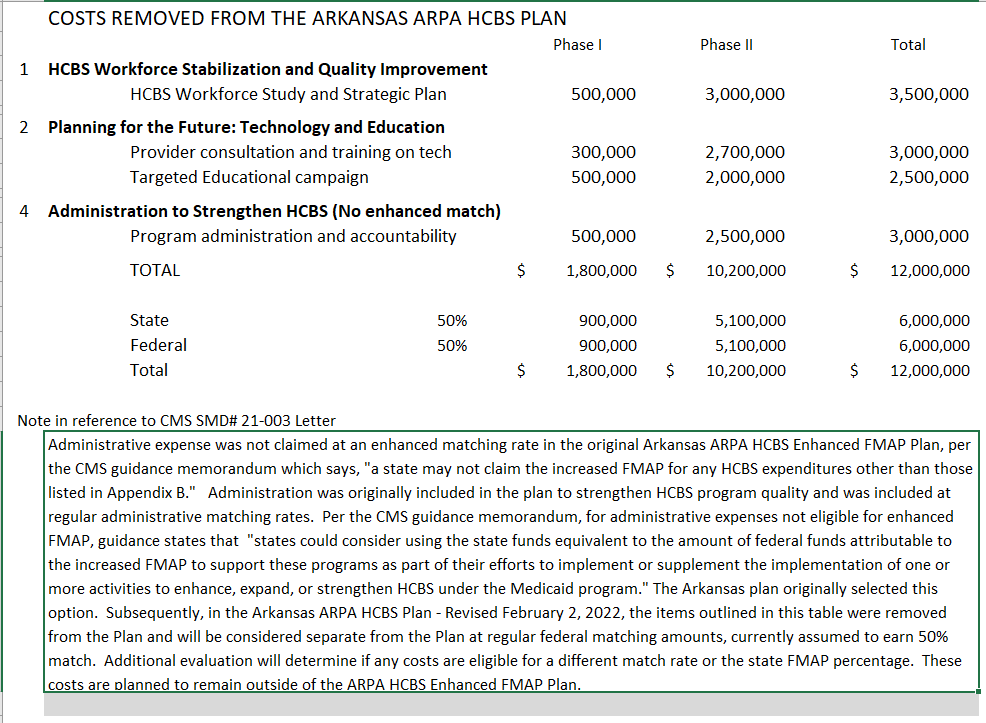 COSTS REMOVED FROM THE ARKANSAS ARPA HCBS PLAN
Phase I Phase II Total
1 HCBS Workforce Stabilization and Quality Improvement
HCBS Workforce Study and Strategic Plan 500,000 3,000,000 3,500,000
2 Planning for the Future: Technology and Education
Provider consultation and training on tech 300,000 2,700,000 3,000,000
Targeted Educational campaign 500,000 2,000,000 2,500,000
4 Administration to Strengthen HCBS (No enhanced match)
Program administration and accountability 500,000 2,500,000 3,000,000
TOTAL $ 1,800,000 $ 10,200,000 $ 12,000,000
State 50% 900,000 5,100,000 6,000,000
Federal 50% 900,000 5,100,000 6,000,000
Total $ 1,800,000 $ 10,200,000 $ 12,000,000
Note in reference to CMS SMD# 21-003 Letter
Administrative expense was not claimed at an enhanced matching rate in the original Arkansas ARPA HCBS Enhanced FMAP Plan, per
the CMS guidance memorandum which says, "a state may not claim the increased FMAP for any HCBS expenditures other than those
listed in Appendix B." Administration was originally included in the plan to strengthen HCBS program quality and was included at
regular administrative matching rates. Per the CMS guidance memorandum, for administrative expenses not eligible for enhanced
FMAP, guidance states that "states could consider using the state funds equivalent to the amount of federal funds attributable to
the increased FMAP to support these programs as part of their efforts to implement or supplement the implementation of one or
more activities to enhance, expand, or strengthen HCBS under the Medicaid program." The Arkansas plan originally selected this
option. Subsequently, in the Arkansas ARPA HCBS Plan - Revised February 2, 2022, the items outlined in this table were removed
from the Plan and will be considered separate from the Plan at regular federal matching amounts, currently assumed to earn 50%
match. Additional evaluation will determine if any costs are eligible for a different match rate or the state FMAP percentage. These
costs are planned to remain outside of the ARPA HCBS Enhanced FMAP Plan.